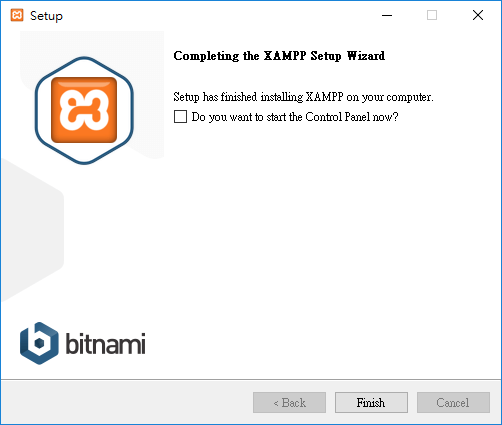 Setup
Completing the XAMPP Setup Wizard
Setup has finished installing XAMPP on your computer.
Do you want to start the Control Panel now?
bitnami
< Back
Finish
Cancel